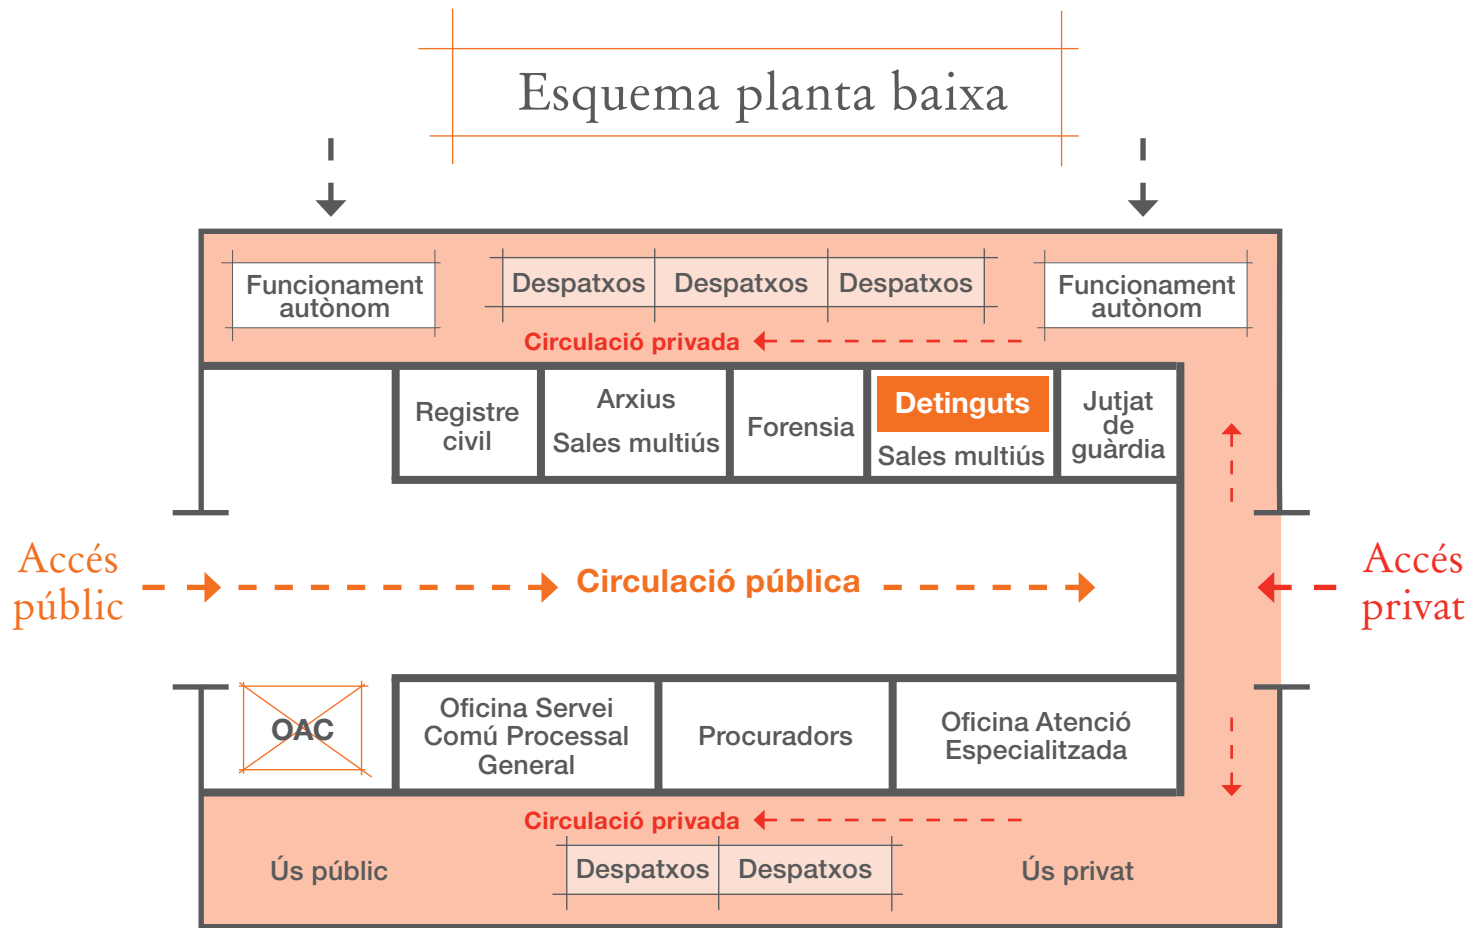 Esquema planta baixa
Funcionament
autònom
Despatxos
Despatxos
Despatxos
Funcionament
autònom
Circulació privada
Registre
civil
Arxius
Sales multiús
Forensia
Detinguts
Sales multiús
Jutjat
de
guàrdia
Accés
públic
Circulació pública
Accés
privat
OAC
Oficina Servei
Comú Processal
General
Procuradors
Oficina Atenció
Especialitzada
Circulació privada
Ús públic
Despatxos
Despatxos
Ús privat